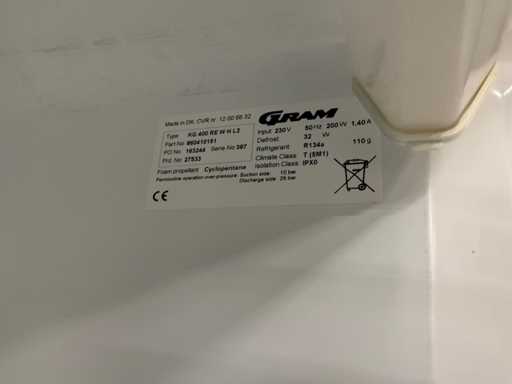 Made in DK. CVR nr. 12 00 66 32
GRAM
Type KG 400 RE W H L2
Part No 860410151
PO No. 163244 Serie No 397
Prd. No. 27533
Input 230 V 50 Hz 200 W 1,40 A
Defrost: 32 W
Refrigerant R134a 110 g
Climate Class T (SM1)
Isolation Class IPX0
Foam propellant Cyclopentane
Permissible operation over-pressure: Suction side: 10 bar
Discharge side: 25 bar
CE